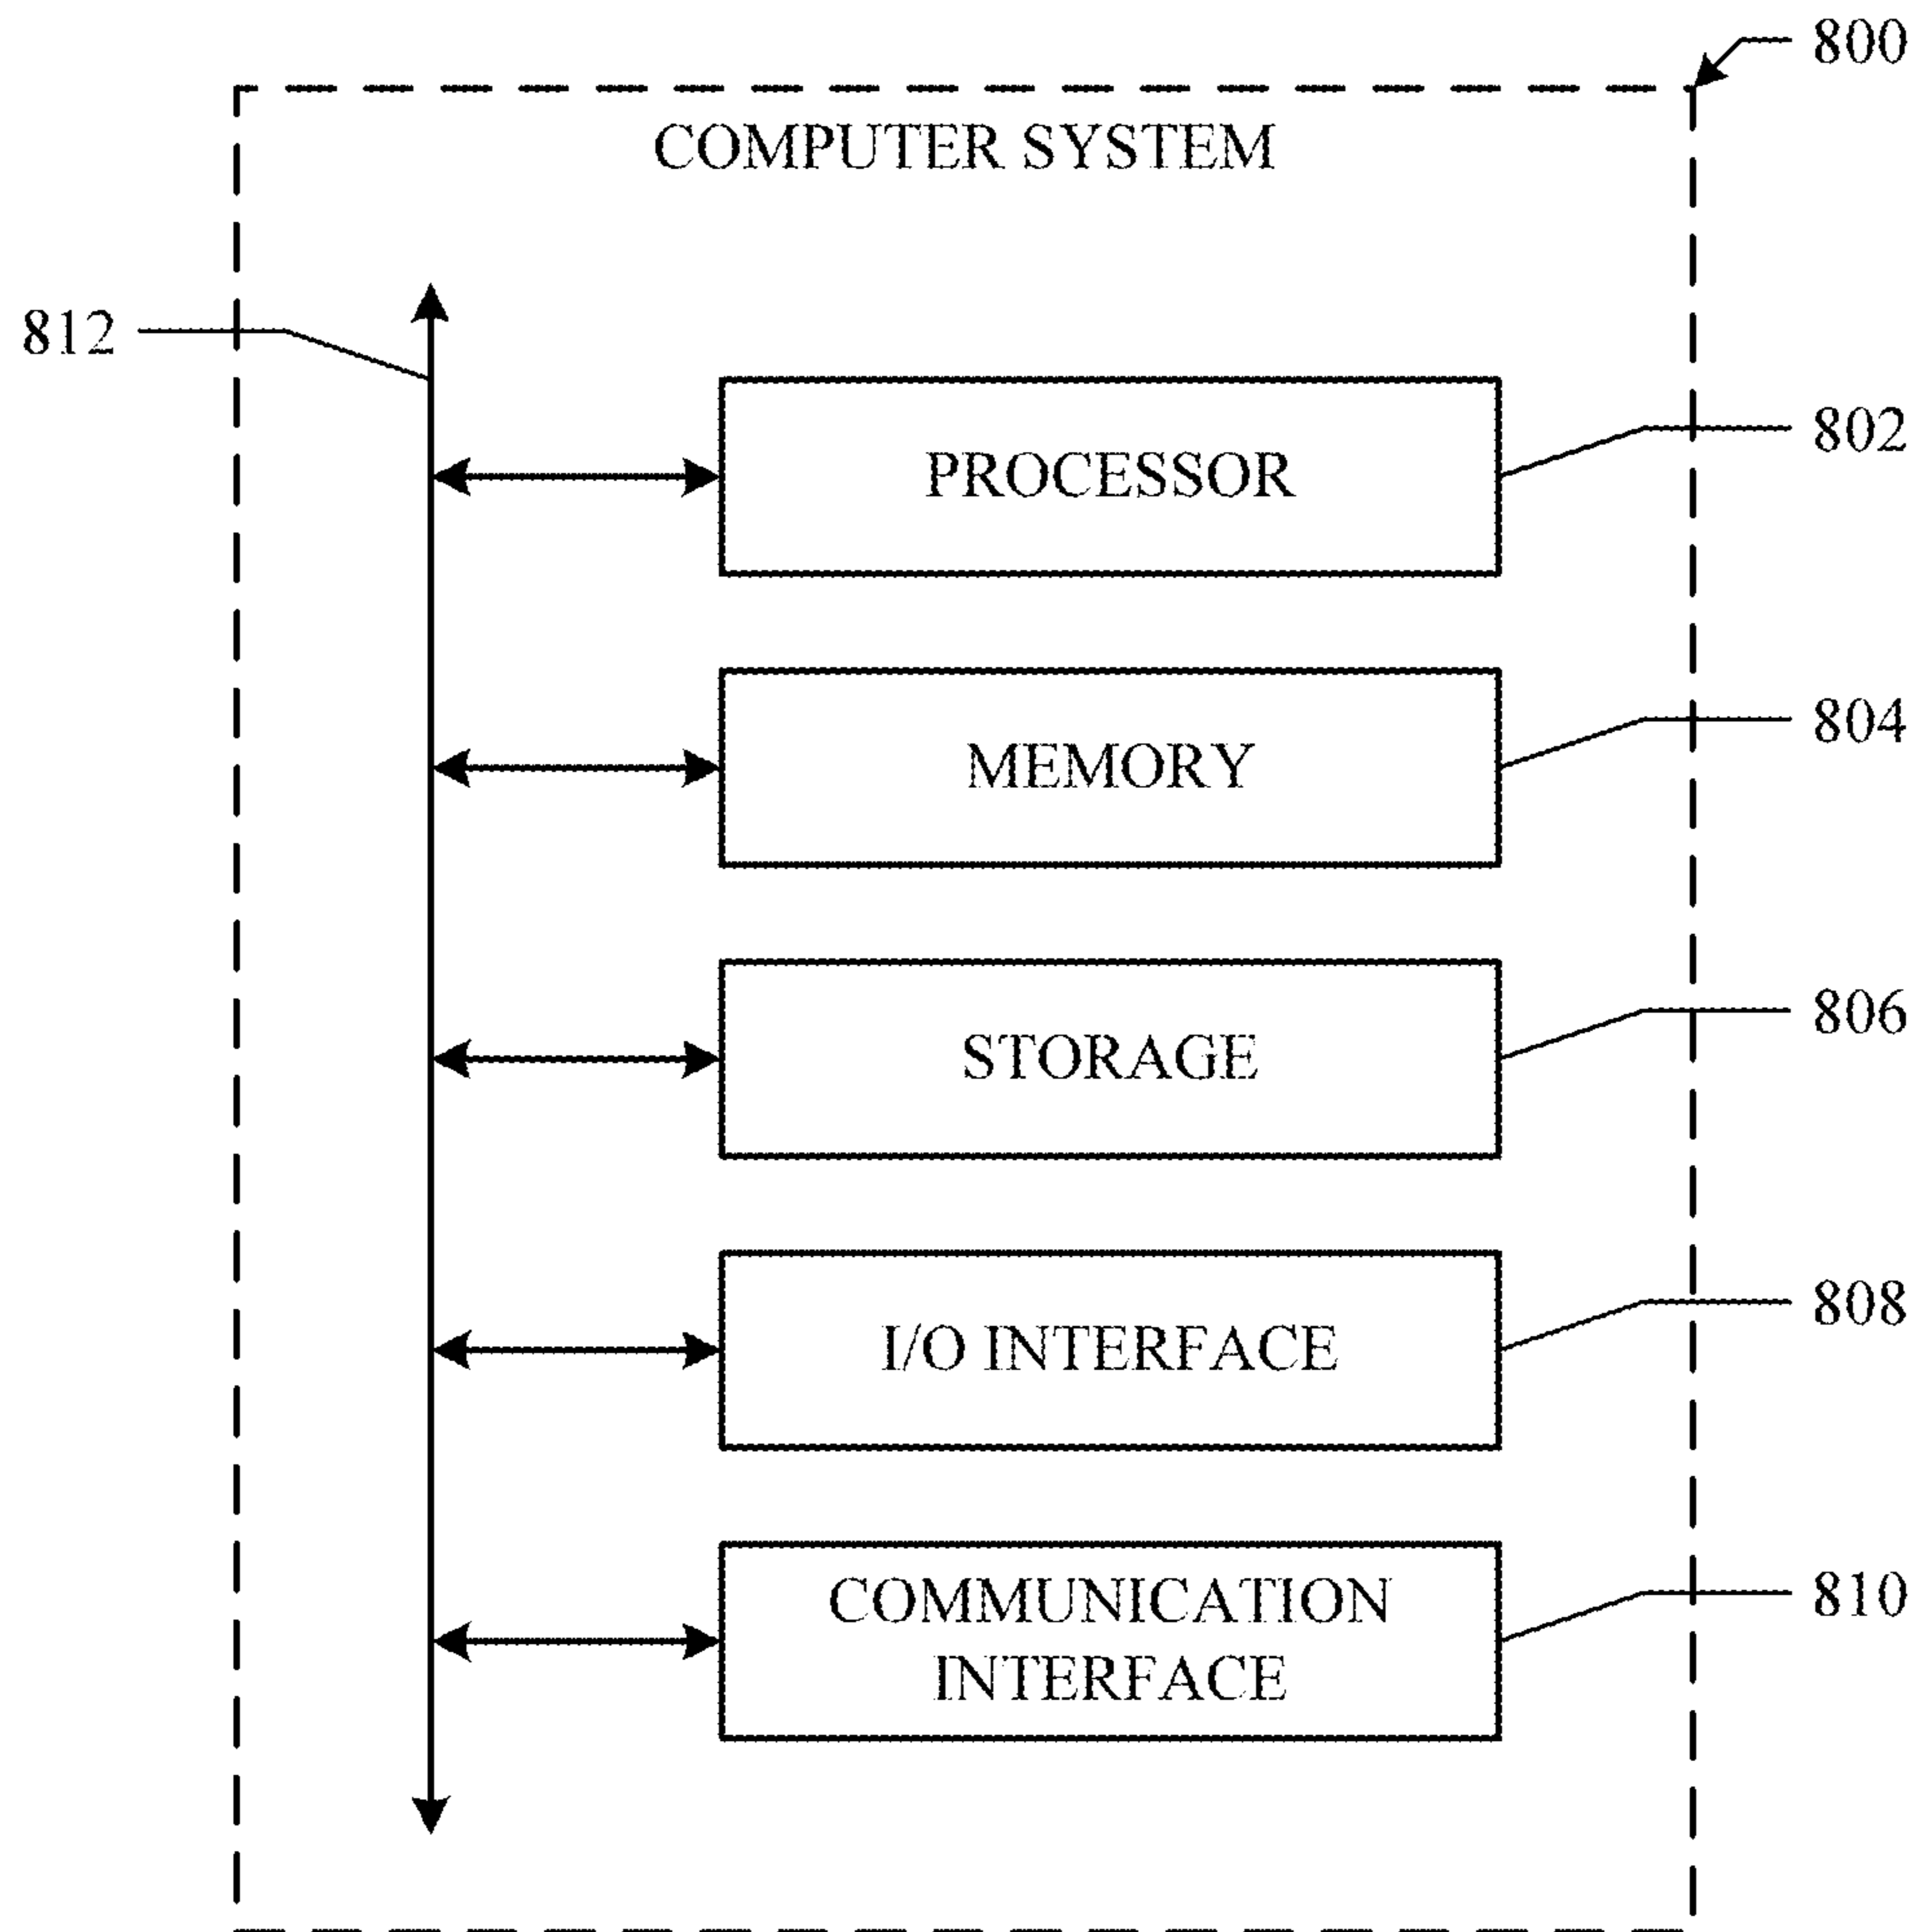 800
COMPUTER SYSTEM
812
PROCESSOR
802
MEMORY
804
STORAGE
806
I/O INTERFACE
808
COMMUNICATION
INTERFACE
810